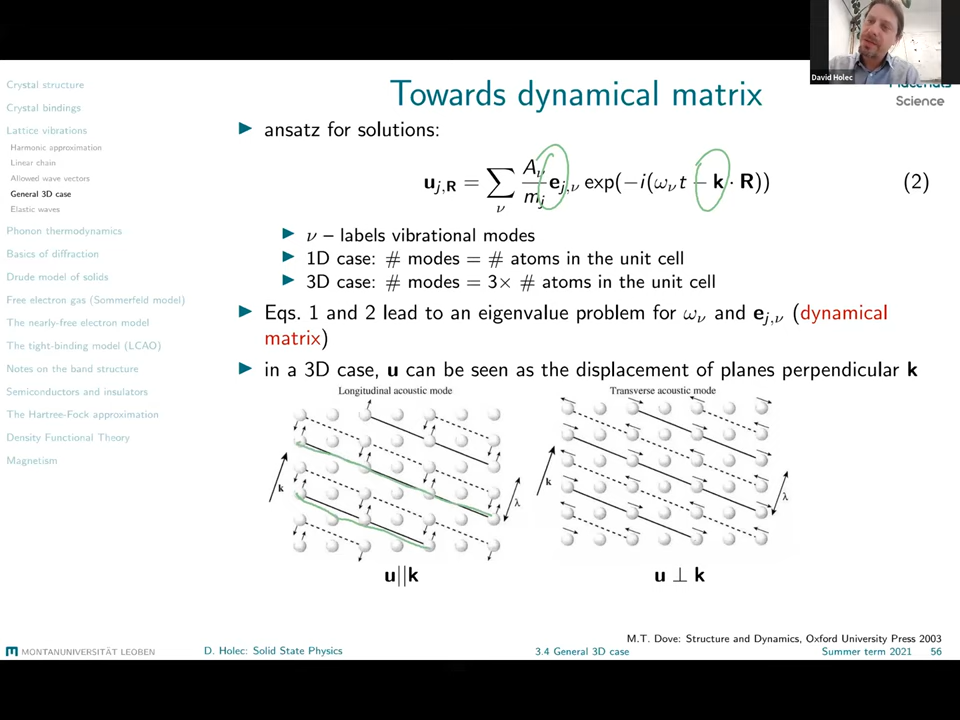 David Holec
Materials
Science
Crystal structure
Crystal bindings
Lattice vibrations
Harmonic approximation
Linear chain
Allowed wave vectors
General 3D case
Elastic waves
Phonon thermodynamics
Basics of diffraction
Drude model of solids
Free electron gas (Sommerfeld model)
The nearly-free electron model
The tight-binding model (LCAO)
Notes on the band structure
Semiconductors and insulators
The Hartree-Fock approximation
Density Functional Theory
Magnetism
Towards dynamical matrix
ansatz for solutions:
u_{j,R} = ∑_ν A_ν/m_j e_{j,ν} exp(−i(ω_ν t − k · R)) (2)
ν – labels vibrational modes
1D case: # modes = # atoms in the unit cell
3D case: # modes = 3× # atoms in the unit cell
Eqs. 1 and 2 lead to an eigenvalue problem for ω_ν and e_{j,ν} (dynamical
matrix)
in a 3D case, u can be seen as the displacement of planes perpendicular k
Longitudinal acoustic mode
k
λ
u||k
Transverse acoustic mode
k
λ
u ⊥ k
M.T. Dove: Structure and Dynamics, Oxford University Press 2003
MONTANUNIVERSITÄT LEOBEN D. Holec: Solid State Physics 3.4 General 3D case Summer term 2021 56